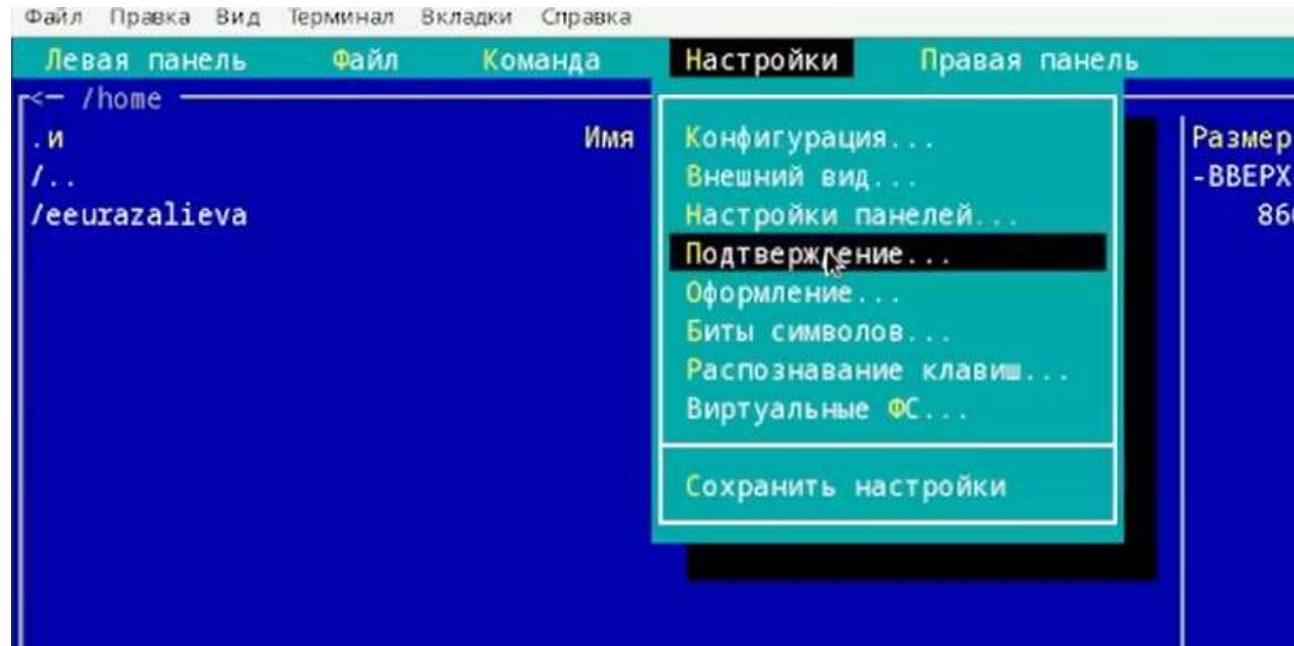 Файл Правка Вид Терминал Вкладки Справка
Левая панель Файл Команда Настройки Правая панель
<— /home
.и Имя Размер
/.. -ВВЕРХ
/eeurazalieva 86
Конфигурация...
Внешний вид...
Настройки панелей...
Подтверждение...
Оформление...
Биты символов...
Распознавание клавиш...
Виртуальные ФС...
Сохранить настройки